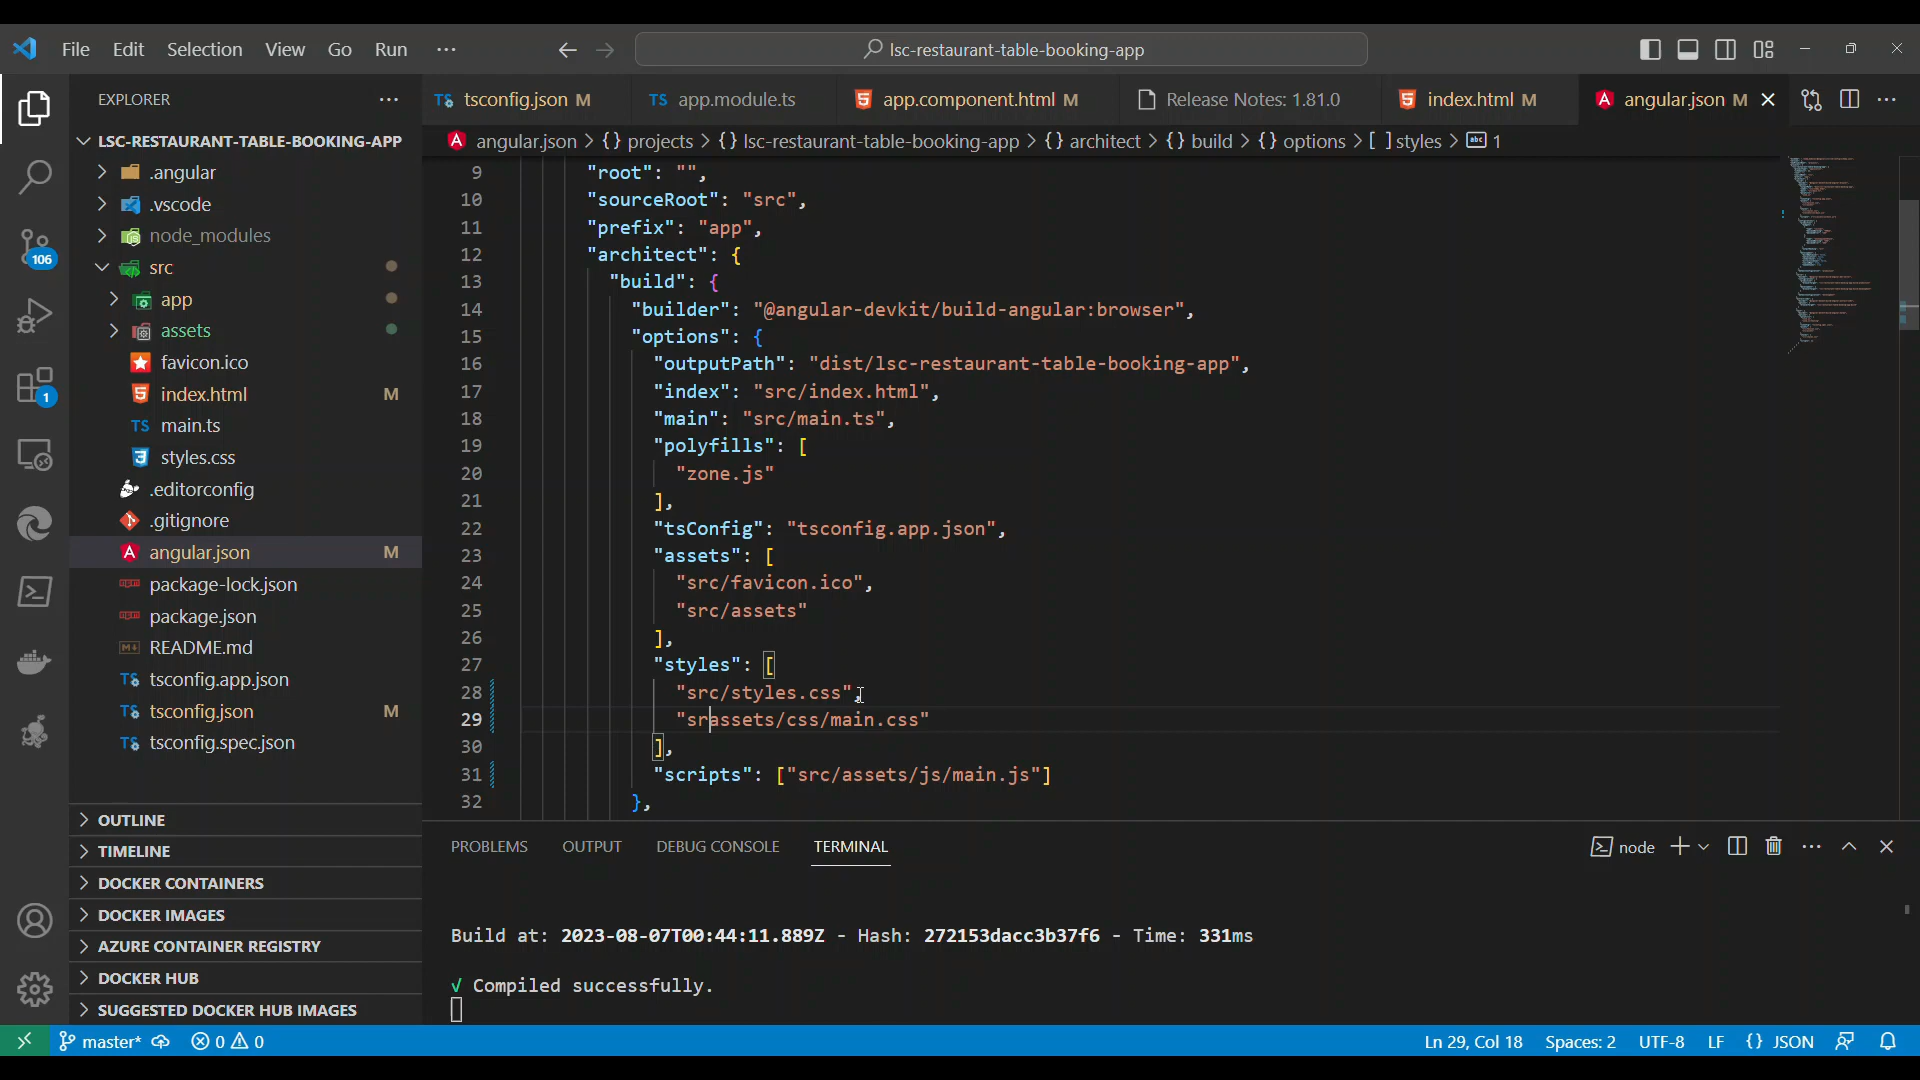 File Edit Selection View Go Run ··· lsc-restaurant-table-booking-app
EXPLORER ···
tsconfig.json M app.module.ts app.component.html M Release Notes: 1.81.0 index.html M angular.json M
angular.json > {} projects > {} lsc-restaurant-table-booking-app > {} architect > {} build > {} options > [ ] styles > abc 1
LSC-RESTAURANT-TABLE-BOOKING-APP
.angular
.vscode
node_modules
src
app
assets
favicon.ico
index.html M
main.ts
styles.css
.editorconfig
.gitignore
angular.json M
package-lock.json
package.json
README.md
tsconfig.app.json
tsconfig.json M
tsconfig.spec.json
OUTLINE
TIMELINE
DOCKER CONTAINERS
DOCKER IMAGES
AZURE CONTAINER REGISTRY
DOCKER HUB
SUGGESTED DOCKER HUB IMAGES
106
1
9 "root": "",
10 "sourceRoot": "src",
11 "prefix": "app",
12 "architect": {
13 "build": {
14 "builder": "@angular-devkit/build-angular:browser",
15 "options": {
16 "outputPath": "dist/lsc-restaurant-table-booking-app",
17 "index": "src/index.html",
18 "main": "src/main.ts",
19 "polyfills": [
20 "zone.js"
21 ],
22 "tsConfig": "tsconfig.app.json",
23 "assets": [
24 "src/favicon.ico",
25 "src/assets"
26 ],
27 "styles": [
28 "src/styles.css",
29 "srassets/css/main.css"
30 ],
31 "scripts": ["src/assets/js/main.js"]
32 },
PROBLEMS OUTPUT DEBUG CONSOLE TERMINAL node
Build at: 2023-08-07T00:44:11.889Z - Hash: 272153dacc3b37f6 - Time: 331ms
√ Compiled successfully.
master* 0 0 Ln 29, Col 18 Spaces: 2 UTF-8 LF {} JSON